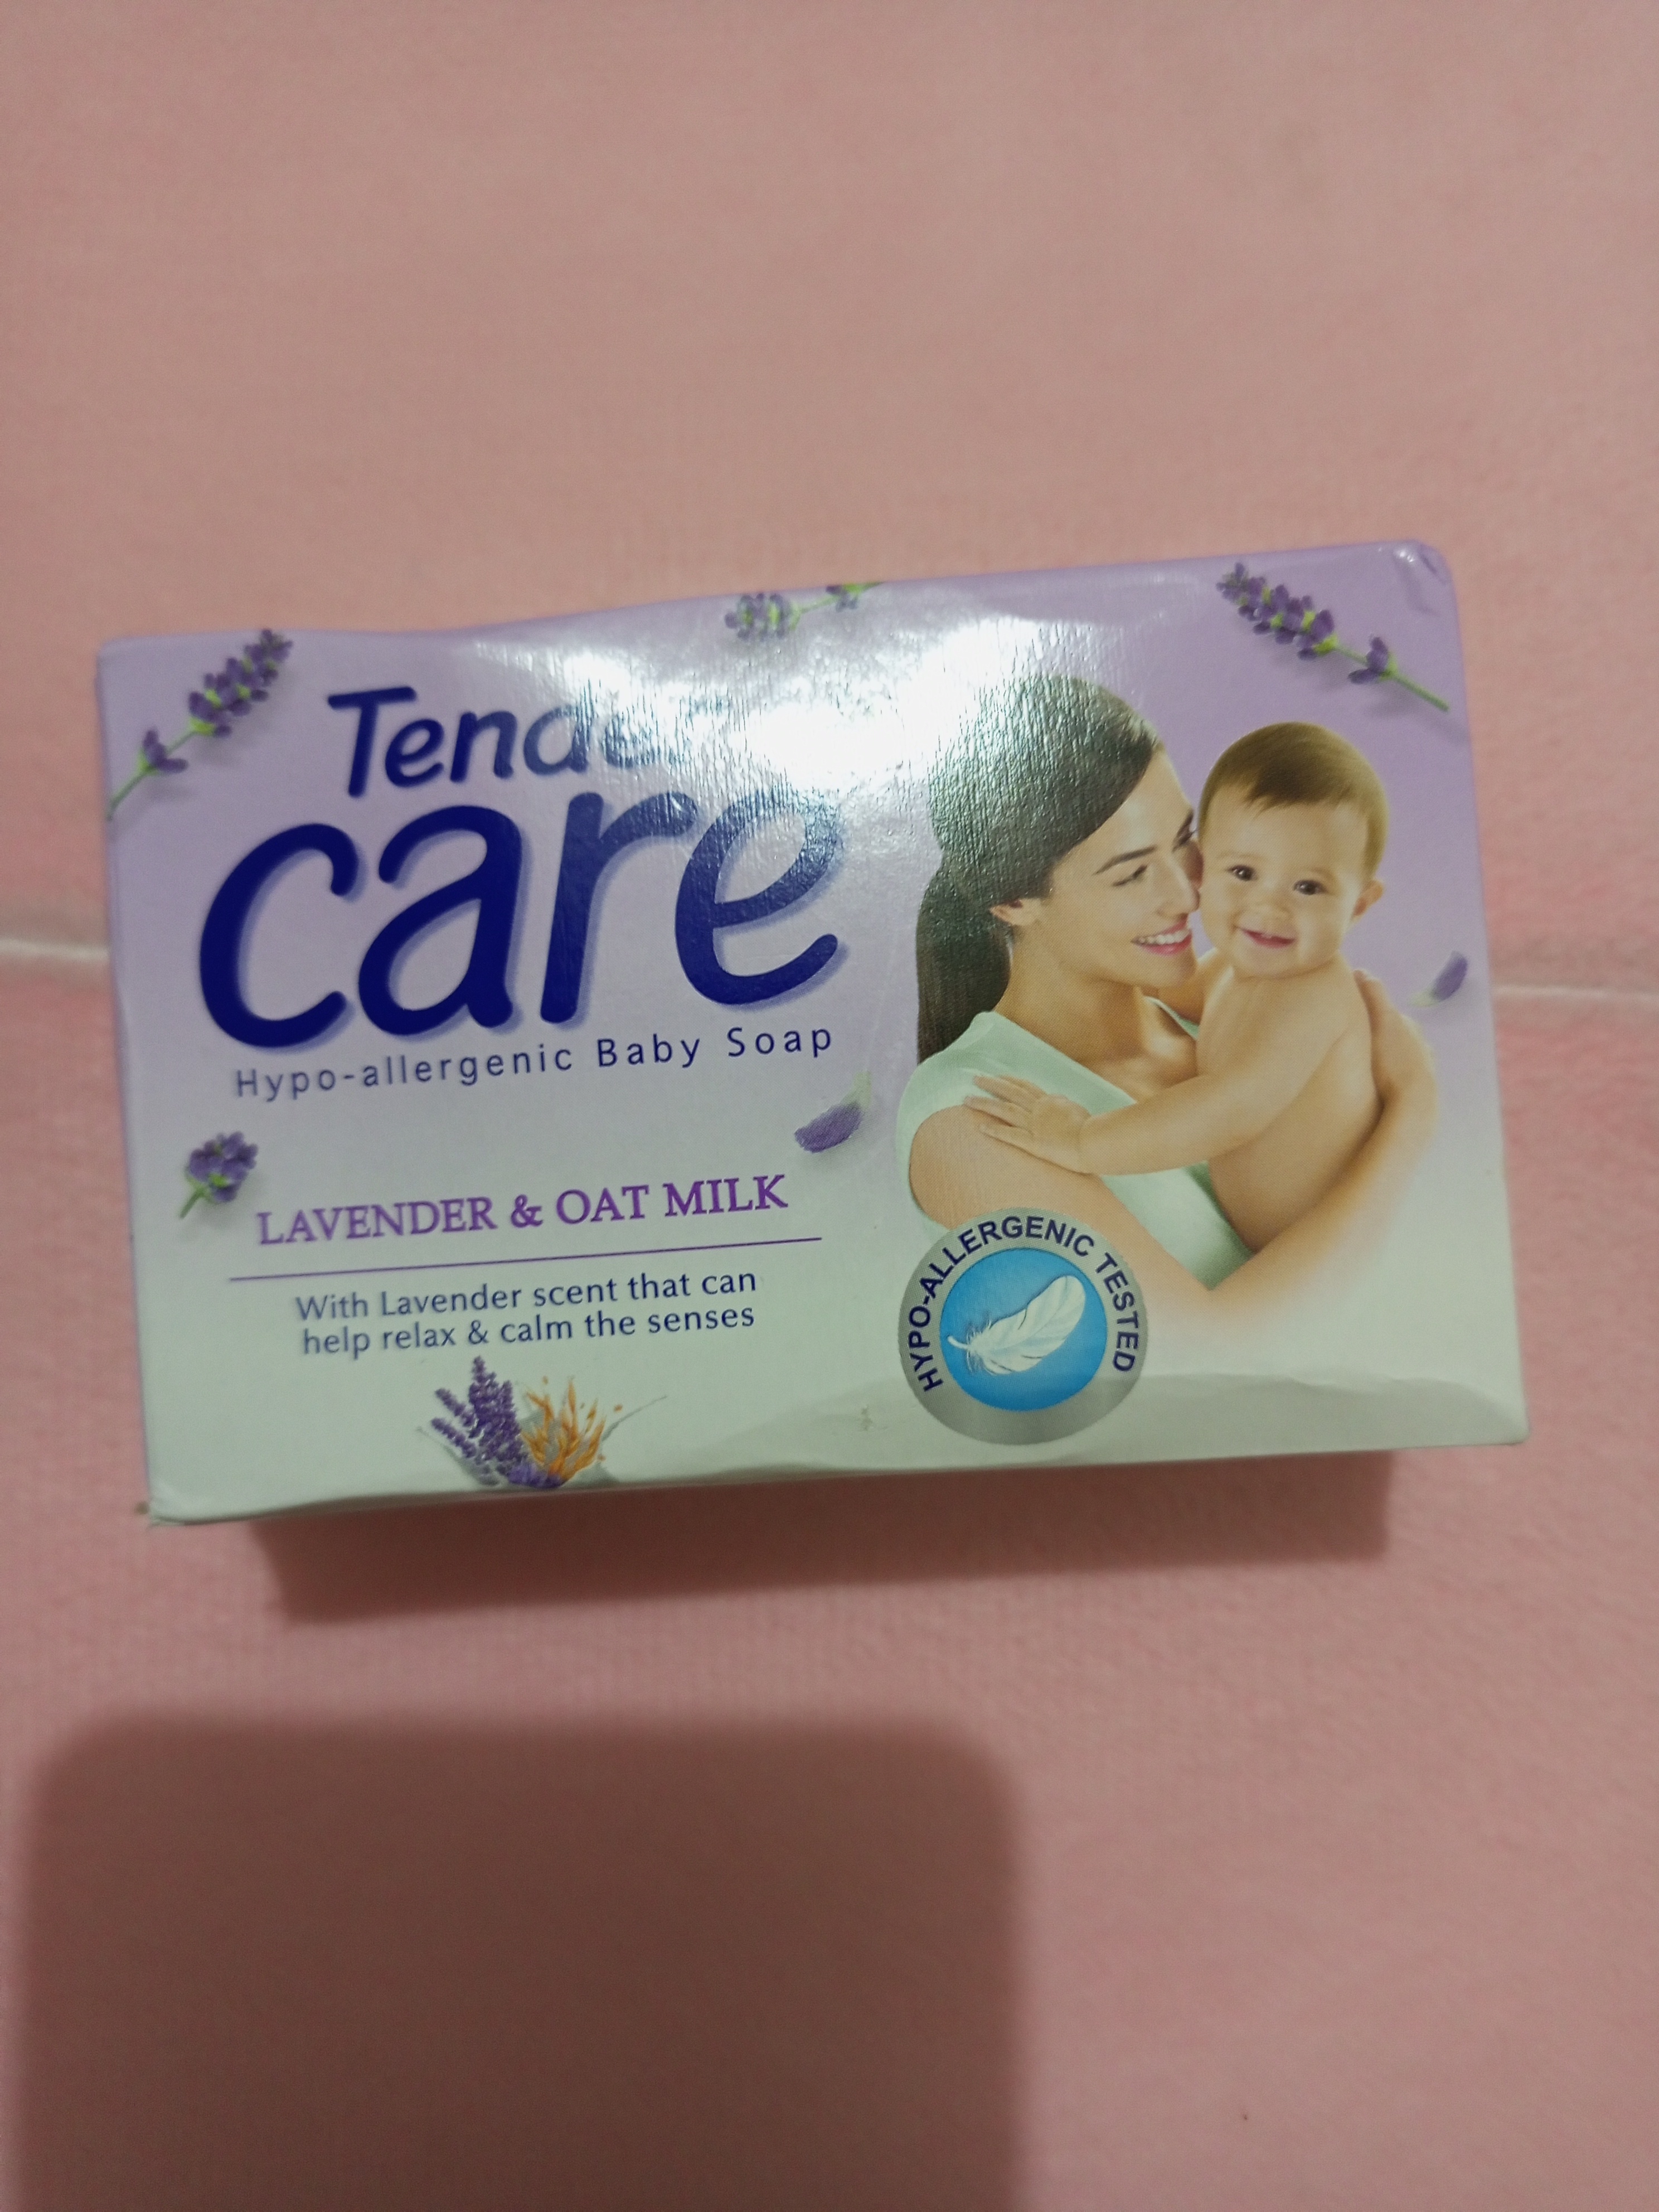 Tender
care
Hypo-allergenic Baby Soap
LAVENDER & OAT MILK
With Lavender scent that can
help relax & calm the senses
HYPO-ALLERGENIC TESTED